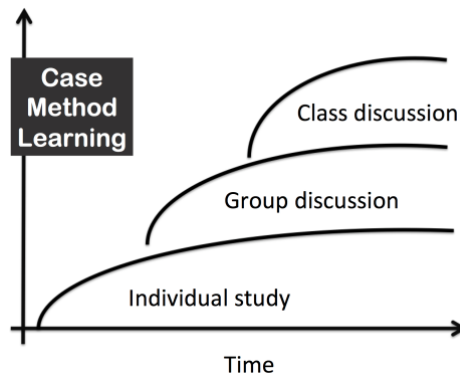 Case
Method
Learning
Class discussion
Group discussion
Individual study
Time